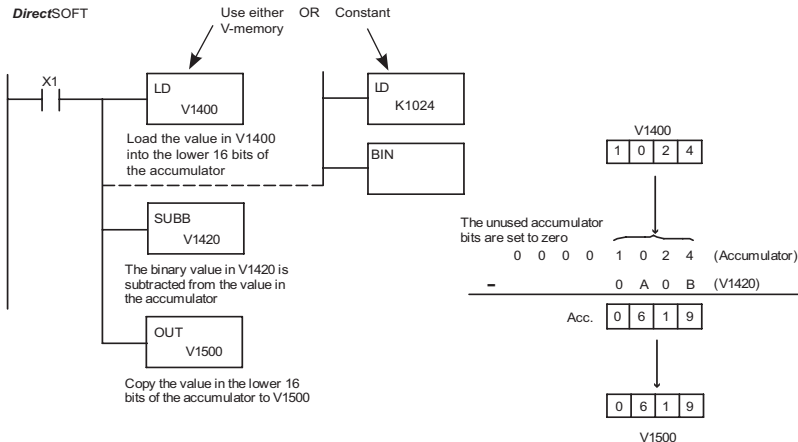 DirectSOFT
Use either OR Constant
V-memory
X1
LD
V1400
LD
K1024
Load the value in V1400
into the lower 16 bits of
the accumulator
BIN
SUBB
V1420
The binary value in V1420 is
subtracted from the value in
the accumulator
OUT
V1500
Copy the value in the lower 16
bits of the accumulator to V1500
V1400
1 0 2 4
The unused accumulator
bits are set to zero
0 0 0 0 1 0 2 4 (Accumulator)
- 0 A 0 B (V1420)
Acc. 0 6 1 9
0 6 1 9
V1500